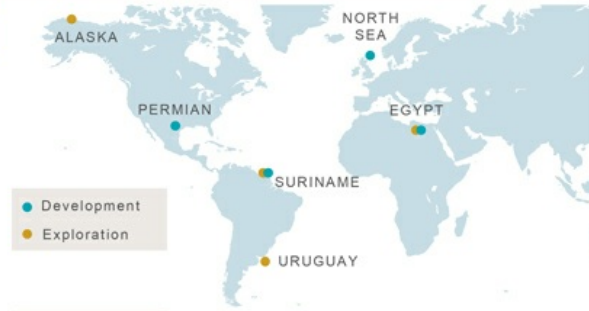 NORTH
SEA
ALASKA
PERMIAN
EGYPT
SURINAME
Development
Exploration
URUGUAY